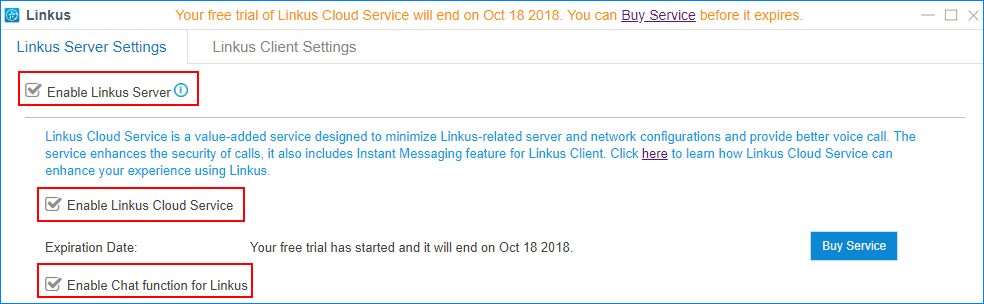 Linkus
Your free trial of Linkus Cloud Service will end on Oct 18 2018. You can Buy Service before it expires.
Linkus Server Settings
Linkus Client Settings
Enable Linkus Server
Linkus Cloud Service is a value-added service designed to minimize Linkus-related server and network configurations and provide better voice call. The
service enhances the security of calls, it also includes Instant Messaging feature for Linkus Client. Click here to learn how Linkus Cloud Service can
enhance your experience using Linkus.
Enable Linkus Cloud Service
Expiration Date: Your free trial has started and it will end on Oct 18 2018.
Buy Service
Enable Chat function for Linkus